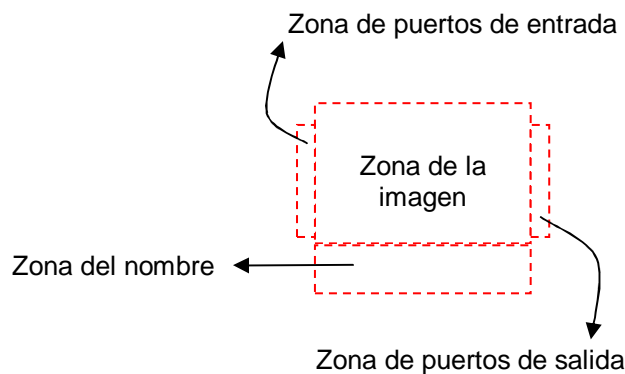 Zona de puertos de entrada
Zona de la
imagen
Zona del nombre
Zona de puertos de salida